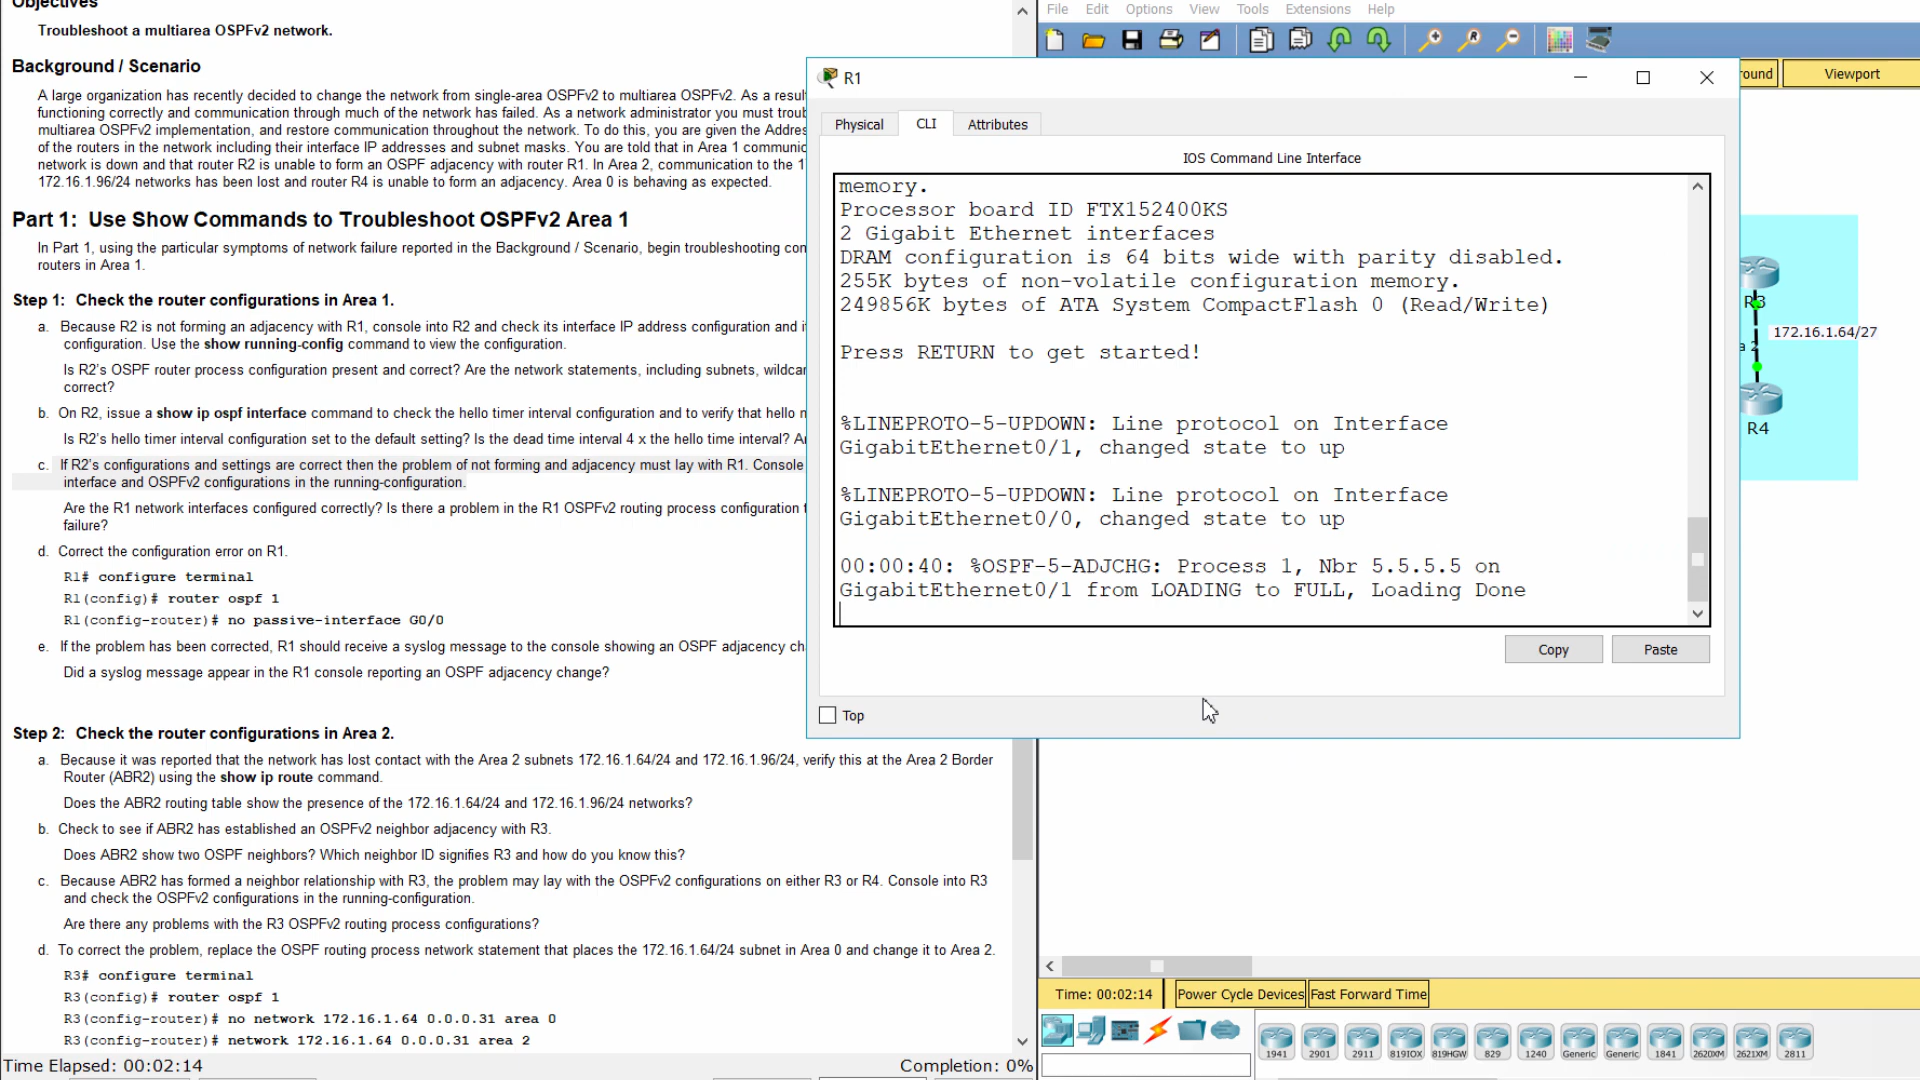 Objectives
Troubleshoot a multiarea OSPFv2 network.
Background / Scenario
A large organization has recently decided to change the network from single-area OSPFv2 to multiarea OSPFv2. As a resul
functioning correctly and communication through much of the network has failed. As a network administrator you must troub
multiarea OSPFv2 implementation, and restore communication throughout the network. To do this, you are given the Addres
of the routers in the network including their interface IP addresses and subnet masks. You are told that in Area 1 communic
network is down and that router R2 is unable to form an OSPF adjacency with router R1. In Area 2, communication to the 1
172.16.1.96/24 networks has been lost and router R4 is unable to form an adjacency. Area 0 is behaving as expected.
Part 1: Use Show Commands to Troubleshoot OSPFv2 Area 1
In Part 1, using the particular symptoms of network failure reported in the Background / Scenario, begin troubleshooting con
routers in Area 1.
Step 1: Check the router configurations in Area 1.
a. Because R2 is not forming an adjacency with R1, console into R2 and check its interface IP address configuration and i
configuration. Use the show running-config command to view the configuration.
Is R2's OSPF router process configuration present and correct? Are the network statements, including subnets, wildcar
correct?
b. On R2, issue a show ip ospf interface command to check the hello timer interval configuration and to verify that hello n
Is R2's hello timer interval configuration set to the default setting? Is the dead time interval 4 x the hello time interval? A
c. If R2's configurations and settings are correct then the problem of not forming and adjacency must lay with R1. Console
interface and OSPFv2 configurations in the running-configuration.
Are the R1 network interfaces configured correctly? Is there a problem in the R1 OSPFv2 routing process configuration t
failure?
d. Correct the configuration error on R1.
R1# configure terminal
R1(config)# router ospf 1
R1(config-router)# no passive-interface G0/0
e. If the problem has been corrected, R1 should receive a syslog message to the console showing an OSPF adjacency ch
Did a syslog message appear in the R1 console reporting an OSPF adjacency change?
Step 2: Check the router configurations in Area 2.
a. Because it was reported that the network has lost contact with the Area 2 subnets 172.16.1.64/24 and 172.16.1.96/24, verify this at the Area 2 Border
Router (ABR2) using the show ip route command.
Does the ABR2 routing table show the presence of the 172.16.1.64/24 and 172.16.1.96/24 networks?
b. Check to see if ABR2 has established an OSPFv2 neighbor adjacency with R3.
Does ABR2 show two OSPF neighbors? Which neighbor ID signifies R3 and how do you know this?
c. Because ABR2 has formed a neighbor relationship with R3, the problem may lay with the OSPFv2 configurations on either R3 or R4. Console into R3
and check the OSPFv2 configurations in the running-configuration.
Are there any problems with the R3 OSPFv2 routing process configurations?
d. To correct the problem, replace the OSPF routing process network statement that places the 172.16.1.64/24 subnet in Area 0 and change it to Area 2.
R3# configure terminal
R3(config)# router ospf 1
R3(config-router)# no network 172.16.1.64 0.0.0.31 area 0
R3(config-router)# network 172.16.1.64 0.0.0.31 area 2
Time Elapsed: 00:02:14
Completion: 0%
File Edit Options View Tools Extensions Help
round
Viewport
R1
Physical CLI Attributes
IOS Command Line Interface
memory.
Processor board ID FTX152400KS
2 Gigabit Ethernet interfaces
DRAM configuration is 64 bits wide with parity disabled.
255K bytes of non-volatile configuration memory.
249856K bytes of ATA System CompactFlash 0 (Read/Write)
Press RETURN to get started!
%LINEPROTO-5-UPDOWN: Line protocol on Interface
GigabitEthernet0/1, changed state to up
%LINEPROTO-5-UPDOWN: Line protocol on Interface
GigabitEthernet0/0, changed state to up
00:00:40: %OSPF-5-ADJCHG: Process 1, Nbr 5.5.5.5 on
GigabitEthernet0/1 from LOADING to FULL, Loading Done
Copy
Paste
Top
R3
172.16.1.64/27
a 2
R4
Time: 00:02:14
Power Cycle Devices
Fast Forward Time
1941 2901 2911 819IOX 819HGW 829 1240 Generic Generic 1841 2620XM 2621XM 2811